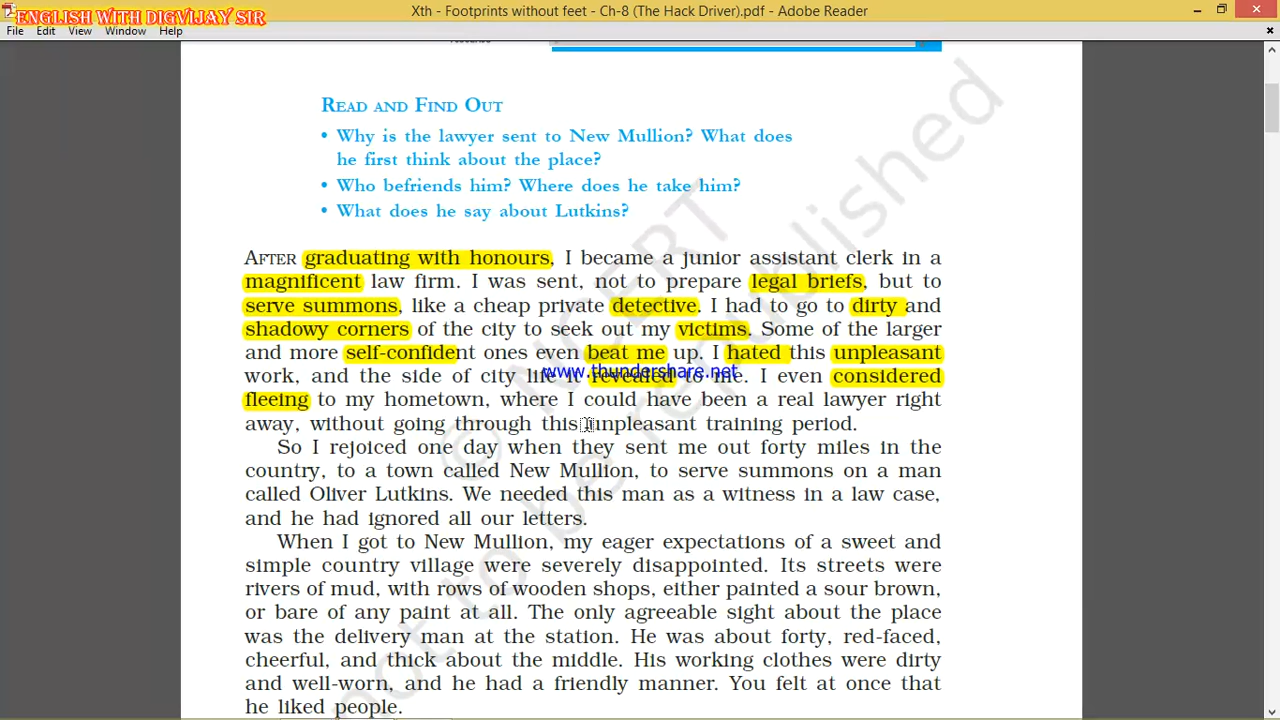 ENGLISH WITH DIGVIJAY SIR
Xth - Footprints without feet - Ch-8 (The Hack Driver).pdf - Adobe Reader
File Edit View Window Help
READ AND FIND OUT
• Why is the lawyer sent to New Mullion? What does
he first think about the place?
• Who befriends him? Where does he take him?
• What does he say about Lutkins?
AFTER graduating with honours, I became a junior assistant clerk in a
magnificent law firm. I was sent, not to prepare legal briefs, but to
serve summons, like a cheap private detective. I had to go to dirty and
shadowy corners of the city to seek out my victims. Some of the larger
and more self-confident ones even beat me up. I hated this unpleasant
www.thundershare.net
work, and the side of city life it revealed to me. I even considered
fleeing to my hometown, where I could have been a real lawyer right
away, without going through this unpleasant training period.
So I rejoiced one day when they sent me out forty miles in the
country, to a town called New Mullion, to serve summons on a man
called Oliver Lutkins. We needed this man as a witness in a law case,
and he had ignored all our letters.
When I got to New Mullion, my eager expectations of a sweet and
simple country village were severely disappointed. Its streets were
rivers of mud, with rows of wooden shops, either painted a sour brown,
or bare of any paint at all. The only agreeable sight about the place
was the delivery man at the station. He was about forty, red-faced,
cheerful, and thick about the middle. His working clothes were dirty
and well-worn, and he had a friendly manner. You felt at once that
he liked people.
© NCERT
not to be republished